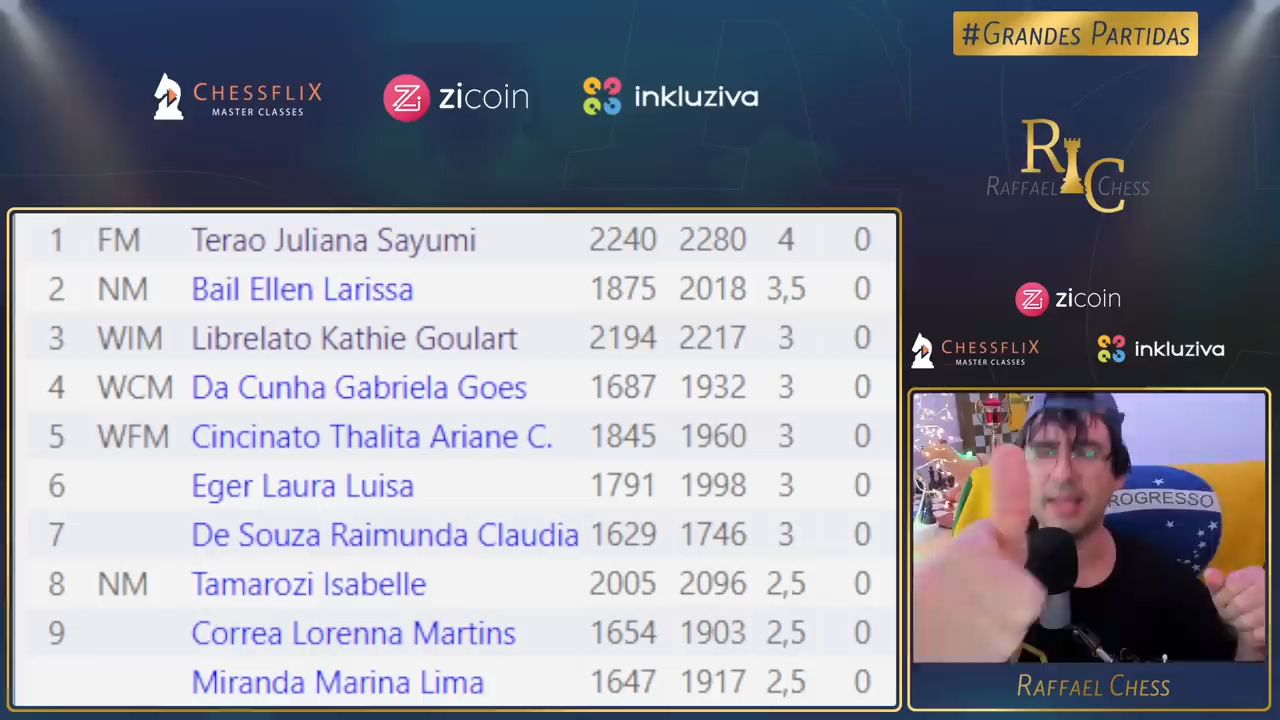 #GRANDES PARTIDAS
CHESSFLIX
MASTER CLASSES
zicoin
inkluziva
R C
RAFFAEL CHESS
zicoin
CHESSFLIX
MASTER CLASSES
inkluziva
1 FM Terao Juliana Sayumi 2240 2280 4 0
2 NM Bail Ellen Larissa 1875 2018 3,5 0
3 WIM Librelato Kathie Goulart 2194 2217 3 0
4 WCM Da Cunha Gabriela Goes 1687 1932 3 0
5 WFM Cincinato Thalita Ariane C. 1845 1960 3 0
6 Eger Laura Luisa 1791 1998 3 0
7 De Souza Raimunda Claudia 1629 1746 3 0
8 NM Tamarozi Isabelle 2005 2096 2,5 0
9 Correa Lorenna Martins 1654 1903 2,5 0
Miranda Marina Lima 1647 1917 2,5 0
ROGRESSO
RAFFAEL CHESS